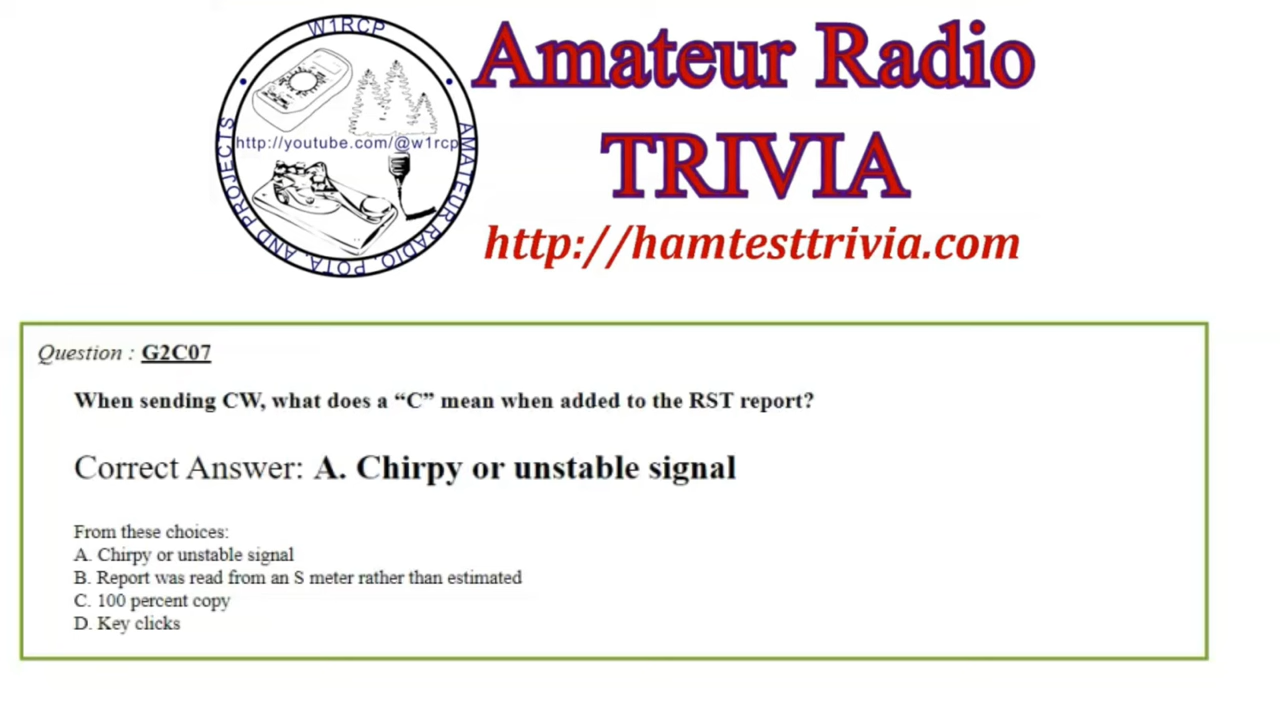 W1RCP
http://youtube.com/@w1rcp
AMATEUR RADIO, POTA, AND PROJECTS
Amateur Radio
TRIVIA
http://hamtesttrivia.com
Question : G2C07
When sending CW, what does a “C” mean when added to the RST report?
Correct Answer: A. Chirpy or unstable signal
From these choices:
A. Chirpy or unstable signal
B. Report was read from an S meter rather than estimated
C. 100 percent copy
D. Key clicks